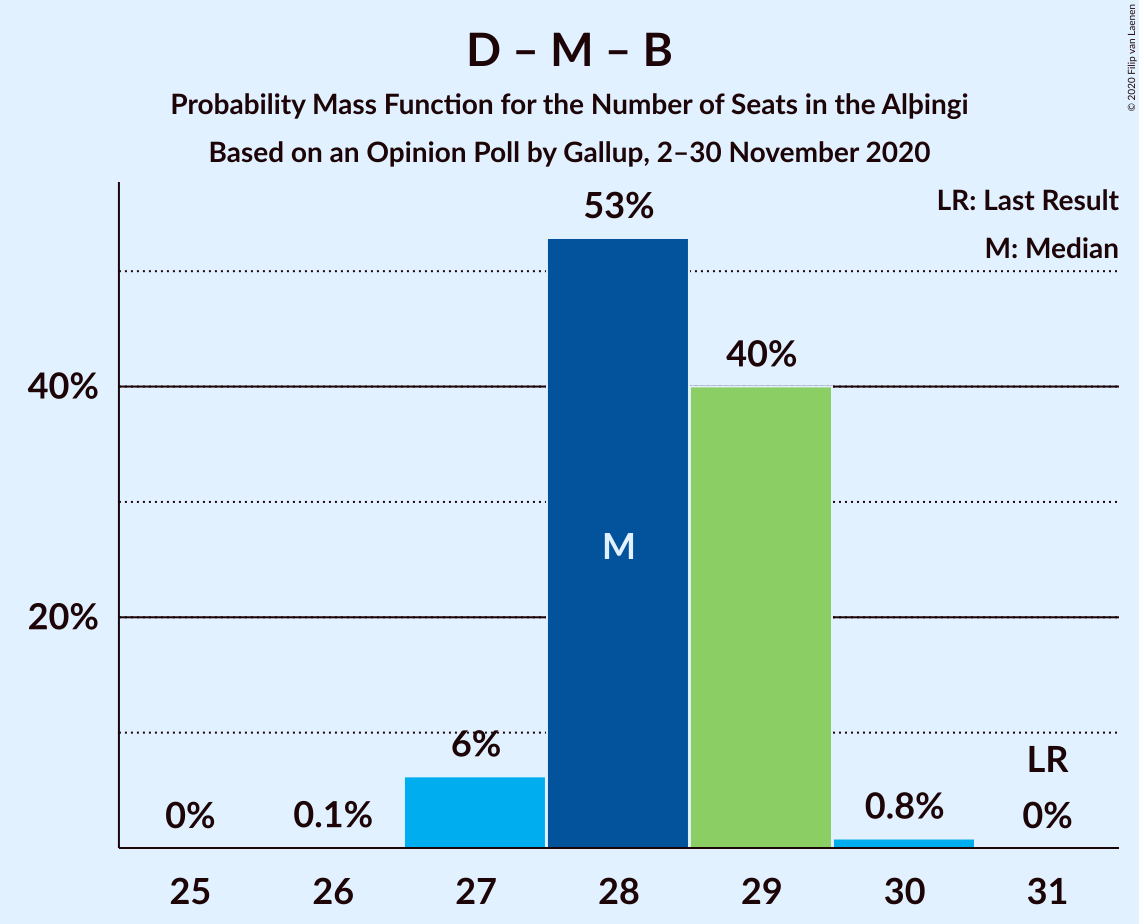 D – M – B
Probability Mass Function for the Number of Seats in the Alþingi
Based on an Opinion Poll by Gallup, 2–30 November 2020
© 2020 Filip van Laenen
LR: Last Result
M: Median
53%
40%
40%
M
20%
6%
LR
0%
0.1%
0.8%
0%
25 26 27 28 29 30 31